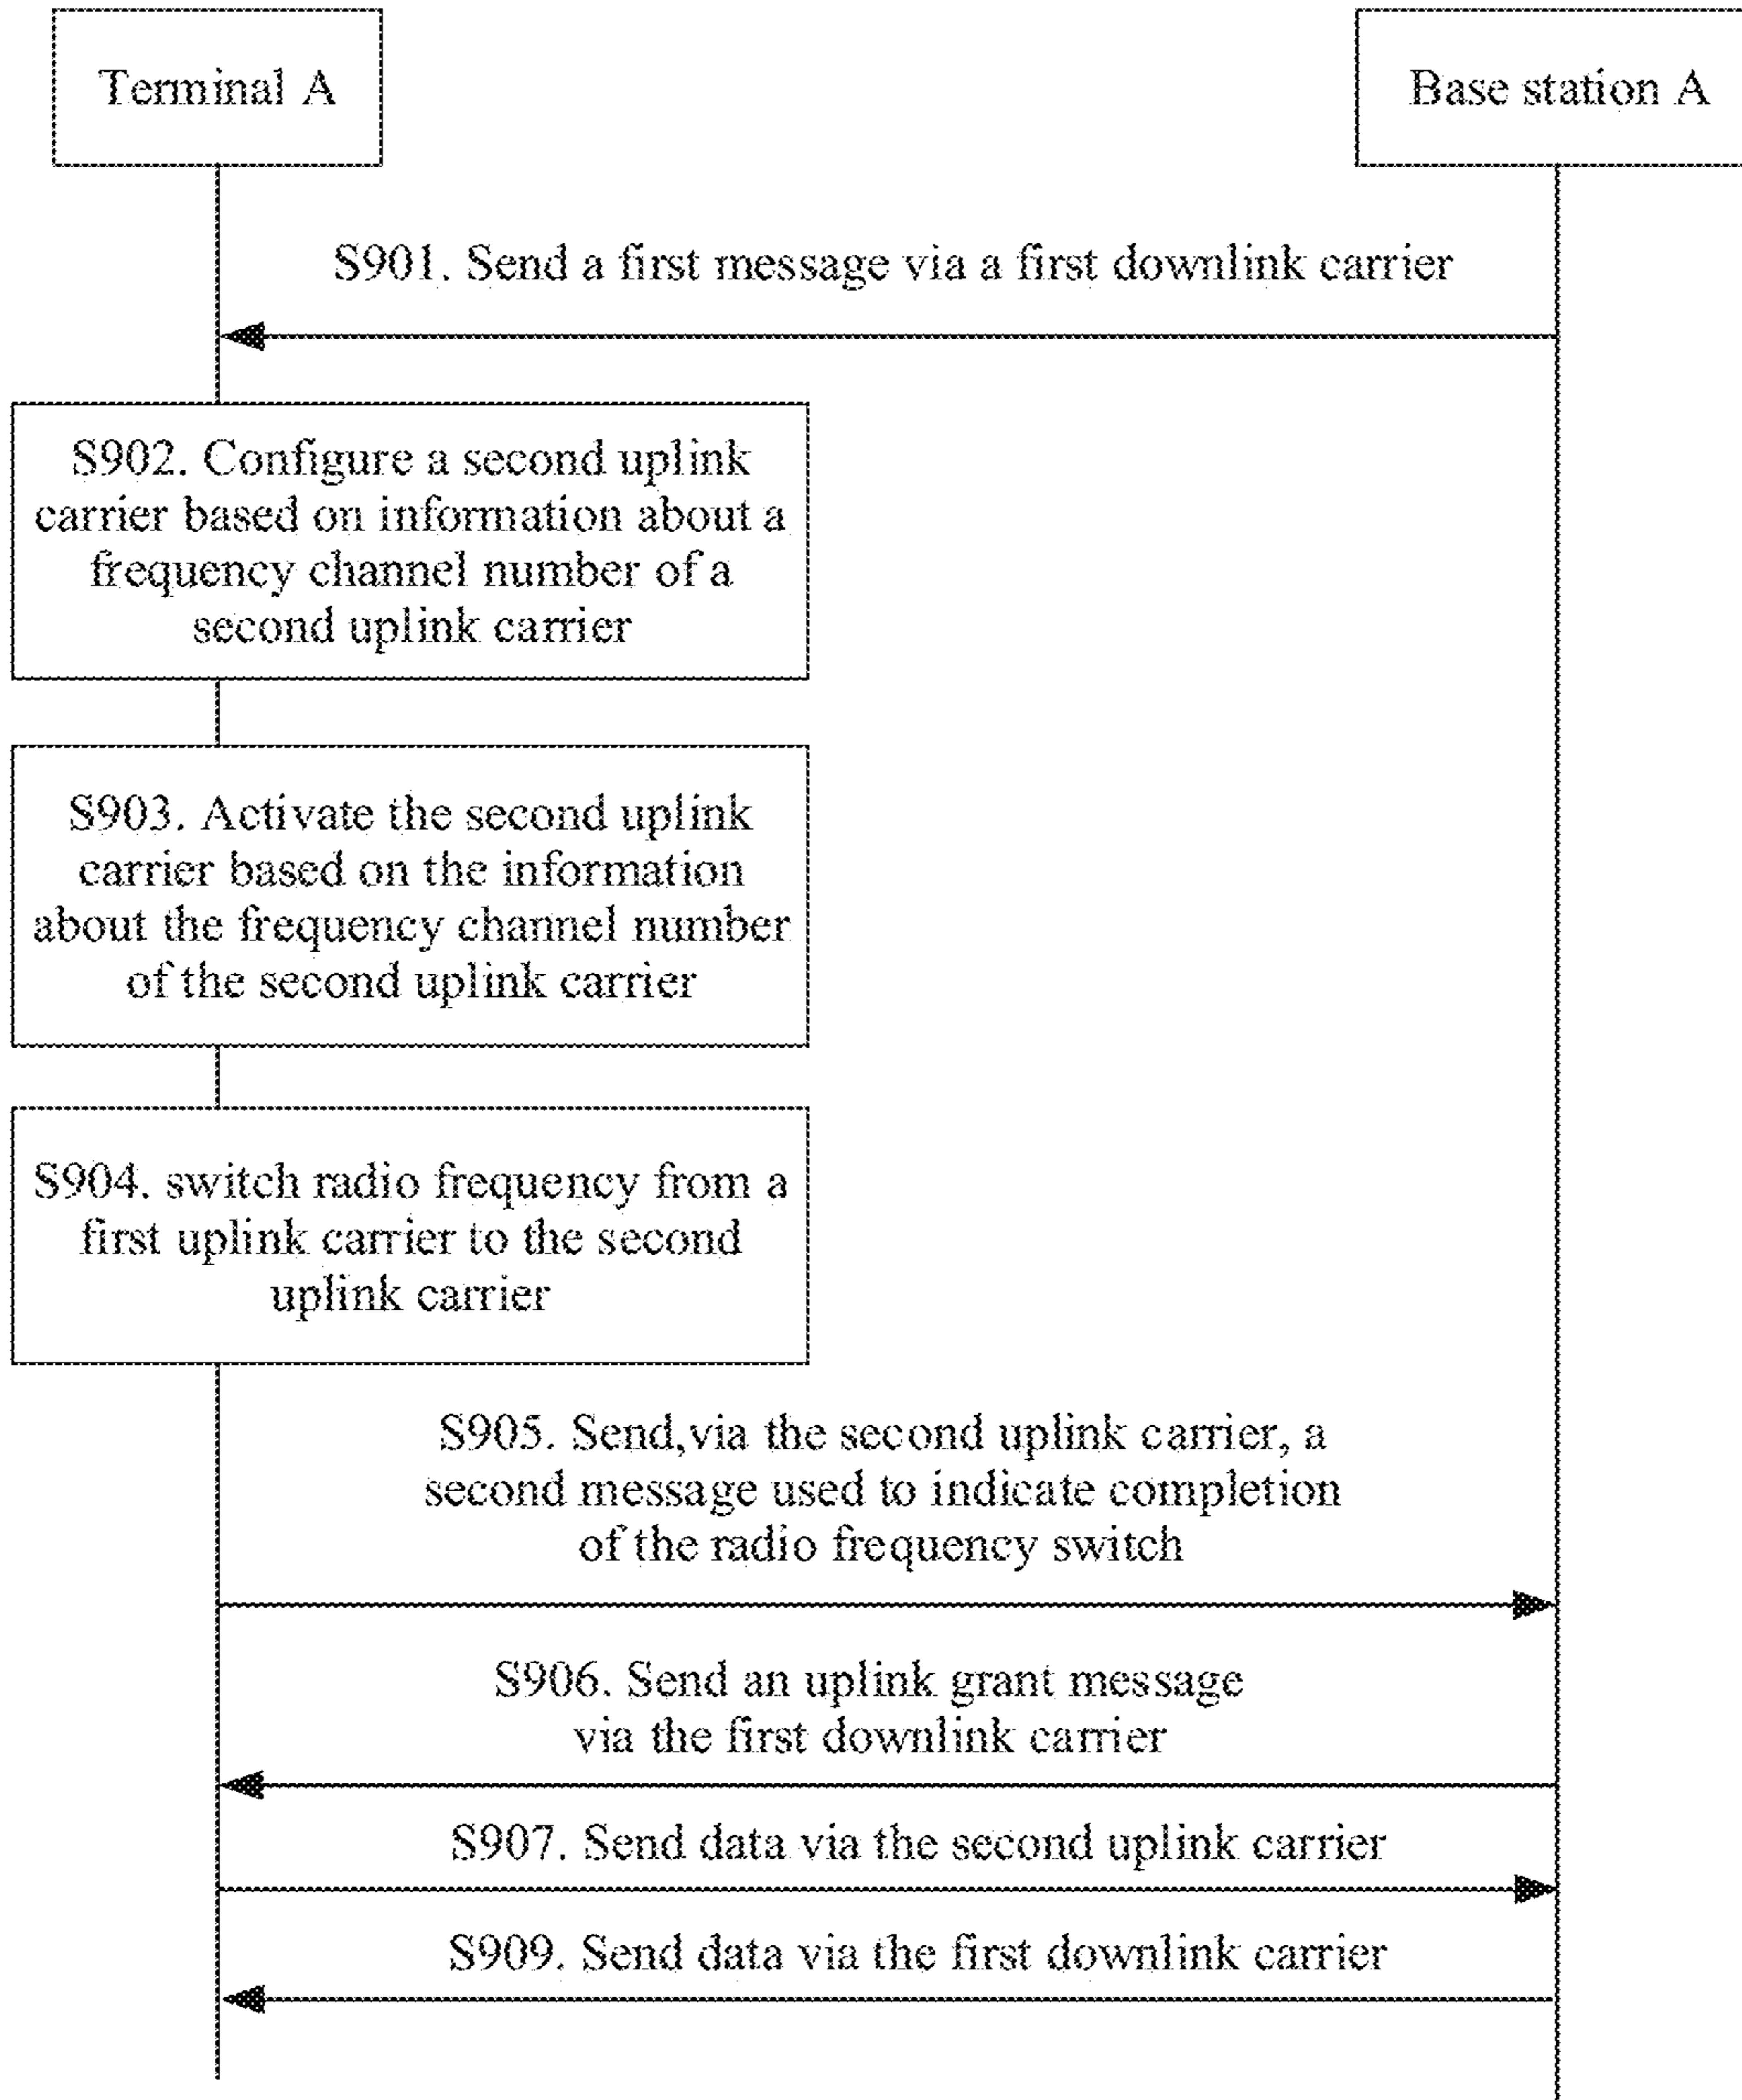 Terminal A
Base station A
S901. Send a first message via a first downlink carrier
S902. Configure a second uplink
carrier based on information about a
frequency channel number of a
second uplink carrier
S903. Activate the second uplink
carrier based on the information
about the frequency channel number
of the second uplink carrier
S904. switch radio frequency from a
first uplink carrier to the second
uplink carrier
S905. Send,via the second uplink carrier, a
second message used to indicate completion
of the radio frequency switch
S906. Send an uplink grant message
via the first downlink carrier
S907. Send data via the second uplink carrier
S909. Send data via the first downlink carrier